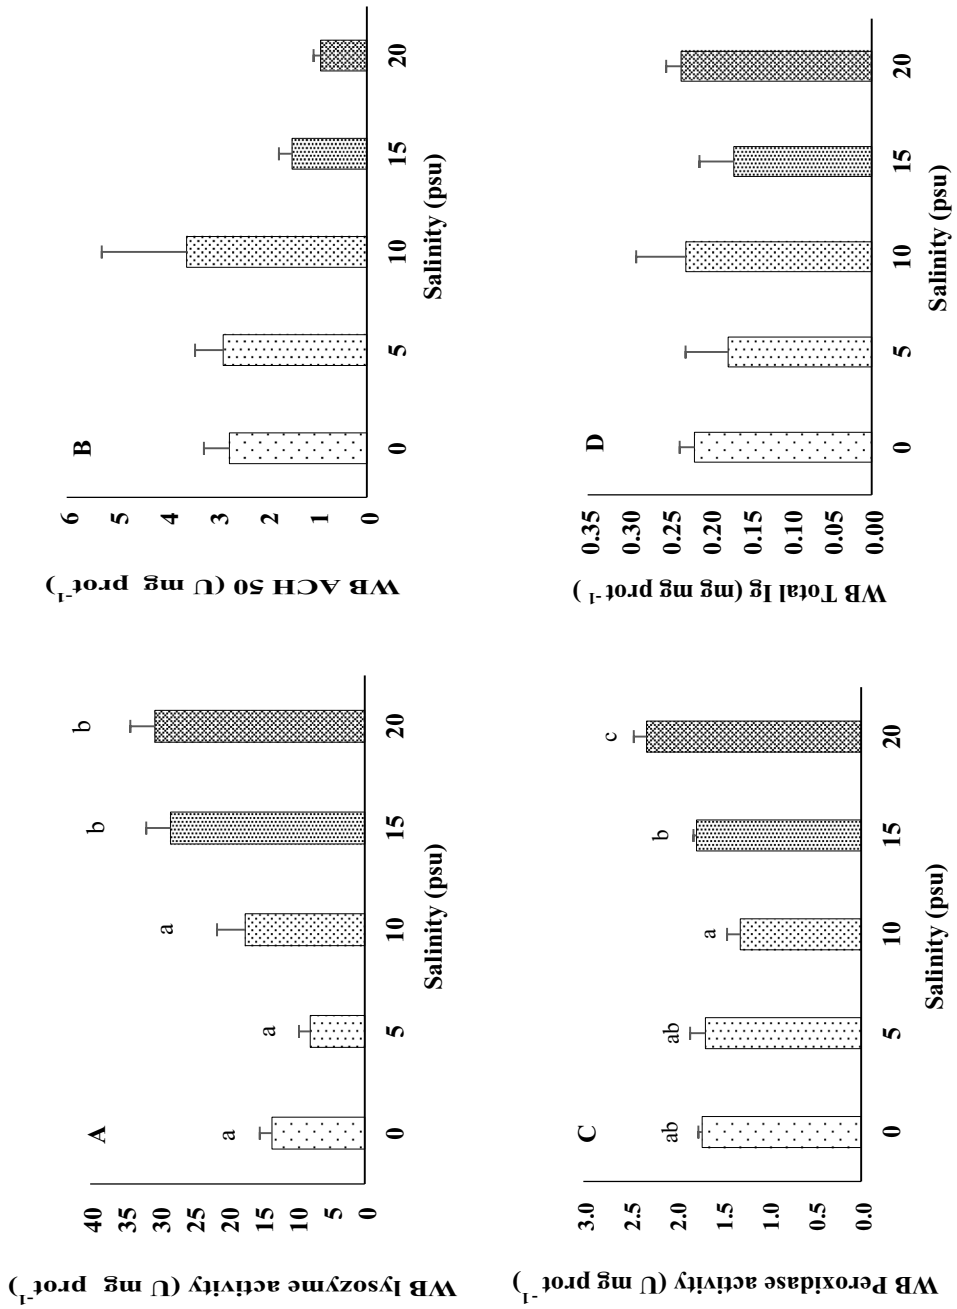 WB lysozyme activity (U mg prot⁻¹)
A
40
35
30
25
20
15
10
5
0
a
a
a
b
b
0 5 10 15 20
Salinity (psu)
WB ACH 50 (U mg prot⁻¹)
B
6
5
4
3
2
1
0
0 5 10 15 20
Salinity (psu)
WB Peroxidase activity (U mg prot⁻¹)
C
3.0
2.5
2.0
1.5
1.0
0.5
0.0
ab
ab
a
b
c
0 5 10 15 20
Salinity (psu)
WB Total Ig (mg mg prot ⁻¹ )
D
0.35
0.30
0.25
0.20
0.15
0.10
0.05
0.00
0 5 10 15 20
Salinity (psu)